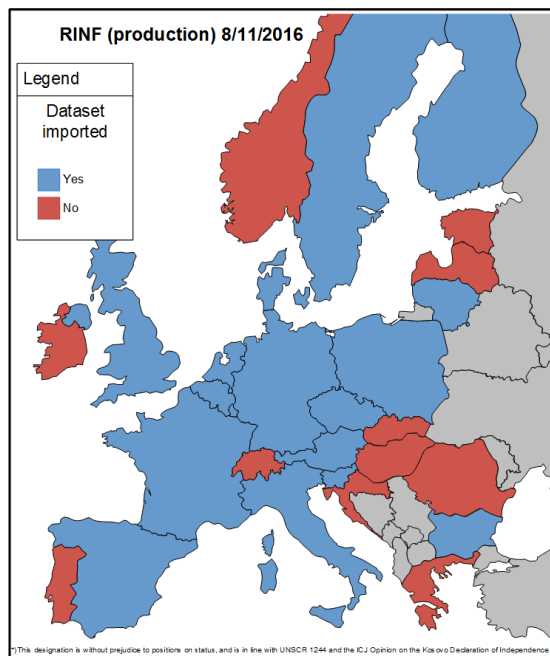 RINF (production) 8/11/2016
Legend
Dataset
imported
Yes
No
*)This designation is without prejudice to positions on status, and is in line with UNSCR 1244 and the ICJ Opinion on the Kosovo Declaration of Independence.